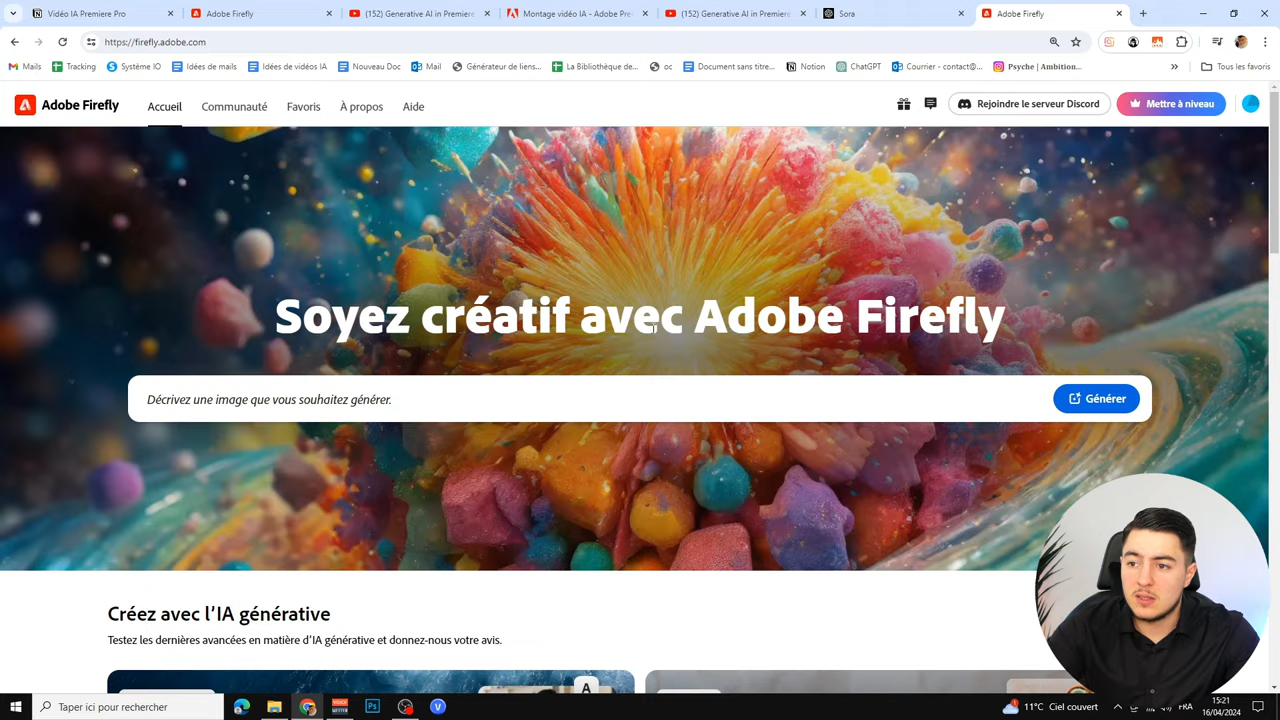 Vidéo IA Premiere Pro
Adobe Firefly
(152) Generative AI in Premiere
Montage vidéo IA - Adobe Pre
(152) Generative AI in Premiere
Sora
Adobe Firefly
https://firefly.adobe.com
Mails
Tracking
Système IO
Idées de mails
Idées de vidéos IA
Nouveau Doc
Mail
Générateur de liens...
La Bibliothèque de...
oc
Document sans titre...
Notion
ChatGPT
Courrier - contact@...
Psyche | Ambition...
Tous les favoris
Adobe Firefly
Accueil
Communauté
Favoris
À propos
Aide
Rejoindre le serveur Discord
Mettre à niveau
Soyez créatif avec Adobe Firefly
Décrivez une image que vous souhaitez générer.
Générer
Créez avec l'IA générative
Testez les dernières avancées en matière d'IA générative et donnez-nous votre avis.
A
Taper ici pour rechercher
Ps
V
11°C Ciel couvert
FRA
15:21
16/04/2024